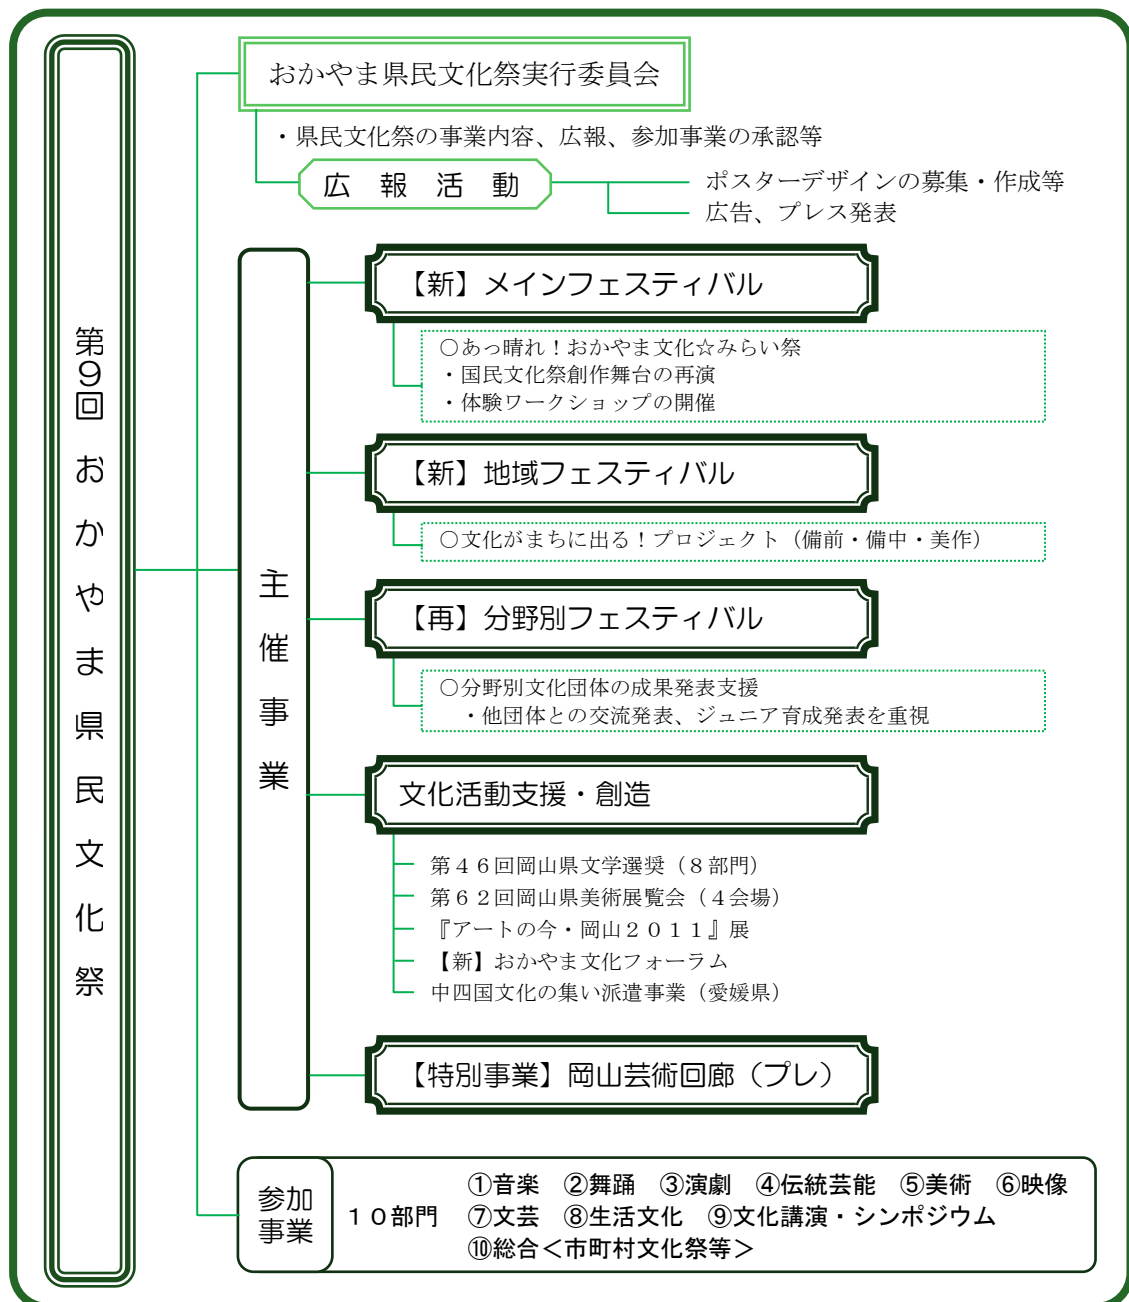 第９回おかやま県民文化祭
おかやま県民文化祭実行委員会
・県民文化祭の事業内容、広報、参加事業の承認等
広　報　活　動
ポスターデザインの募集・作成等
広告、プレス発表
主催事業
【新】メインフェスティバル
○あっ晴れ！おかやま文化☆みらい祭
・国民文化祭創作舞台の再演
・体験ワークショップの開催
【新】地域フェスティバル
○文化がまちに出る！プロジェクト（備前・備中・美作）
【再】分野別フェスティバル
○分野別文化団体の成果発表支援
・他団体との交流発表、ジュニア育成発表を重視
文化活動支援・創造
第４６回岡山県文学選奨（８部門）
第６２回岡山県美術展覧会（４会場）
『アートの今・岡山２０１１』展
【新】おかやま文化フォーラム
中四国文化の集い派遣事業（愛媛県）
【特別事業】岡山芸術回廊（プレ）
参加
事業
１０部門
①音楽　②舞踊　③演劇　④伝統芸能　⑤美術　⑥映像
⑦文芸　⑧生活文化　⑨文化講演・シンポジウム
⑩総合＜市町村文化祭等＞